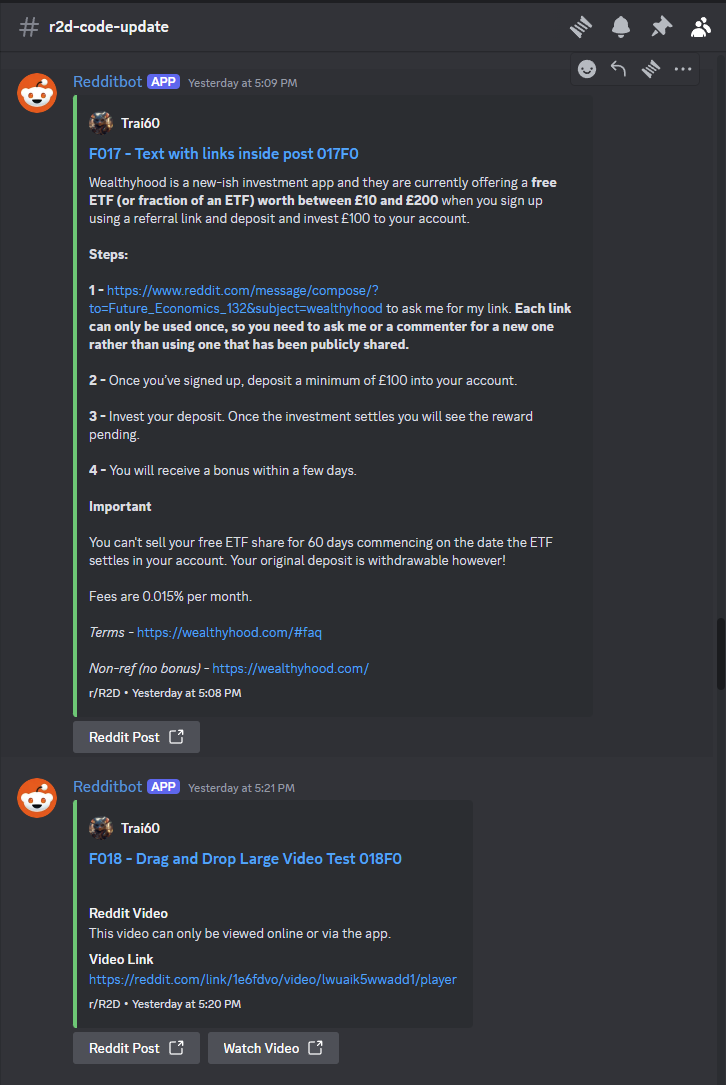 r2d-code-update
Redditbot APP Yesterday at 5:09 PM
Trai60
F017 - Text with links inside post 017F0
Wealthyhood is a new-ish investment app and they are currently offering a free
ETF (or fraction of an ETF) worth between £10 and £200 when you sign up
using a referral link and deposit and invest £100 to your account.
Steps:
1 - https://www.reddit.com/message/compose/?
to=Future_Economics_132&subject=wealthyhood to ask me for my link. Each link
can only be used once, so you need to ask me or a commenter for a new one
rather than using one that has been publicly shared.
2 - Once you've signed up, deposit a minimum of £100 into your account.
3 - Invest your deposit. Once the investment settles you will see the reward
pending.
4 - You will receive a bonus within a few days.
Important
You can't sell your free ETF share for 60 days commencing on the date the ETF
settles in your account. Your original deposit is withdrawable however!
Fees are 0.015% per month.
Terms - https://wealthyhood.com/#faq
Non-ref (no bonus) - https://wealthyhood.com/
r/R2D • Yesterday at 5:08 PM
Reddit Post
Redditbot APP Yesterday at 5:21 PM
Trai60
F018 - Drag and Drop Large Video Test 018F0
Reddit Video
This video can only be viewed online or via the app.
Video Link
https://reddit.com/link/1e6fdvo/video/lwuaik5wwadd1/player
r/R2D • Yesterday at 5:20 PM
Reddit Post Watch Video